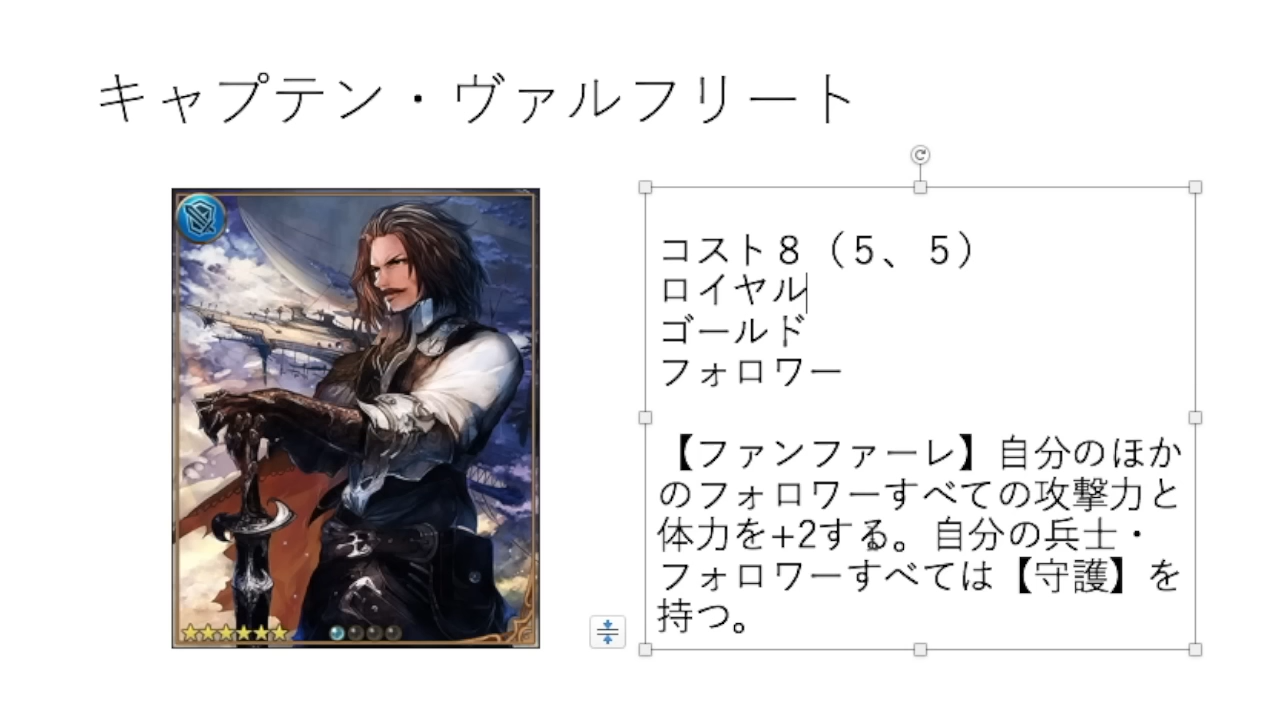 キャプテン・ヴァルフリート
コスト８（５、５）
ロイヤル
ゴールド
フォロワー
【ファンファーレ】自分のほか
のフォロワーすべての攻撃力と
体力を+2する。自分の兵士・
フォロワーすべては【守護】を
持つ。